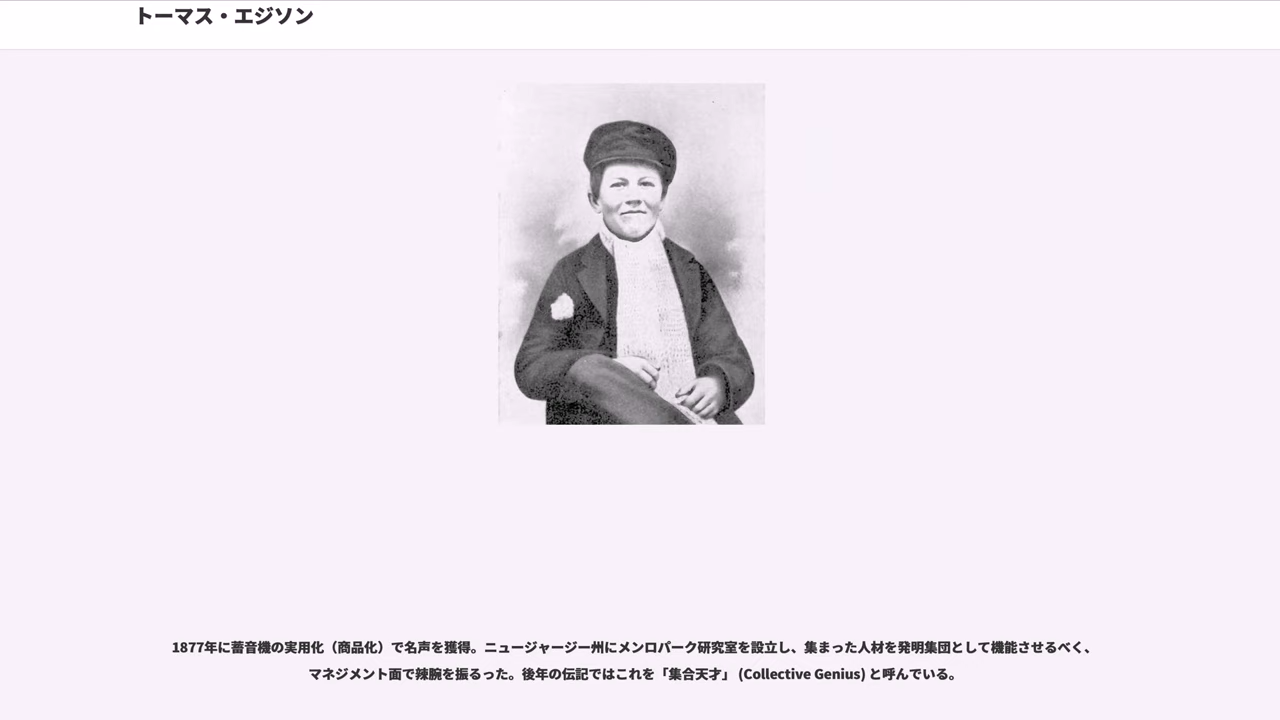 トーマス・エジソン
1877年に蓄音機の実用化（商品化）で名声を獲得。ニュージャージー州にメンロパーク研究室を設立し、集まった人材を発明集団として機能させるべく、
マネジメント面で辣腕を振るった。後年の伝記ではこれを「集合天才」 (Collective Genius) と呼んでいる。